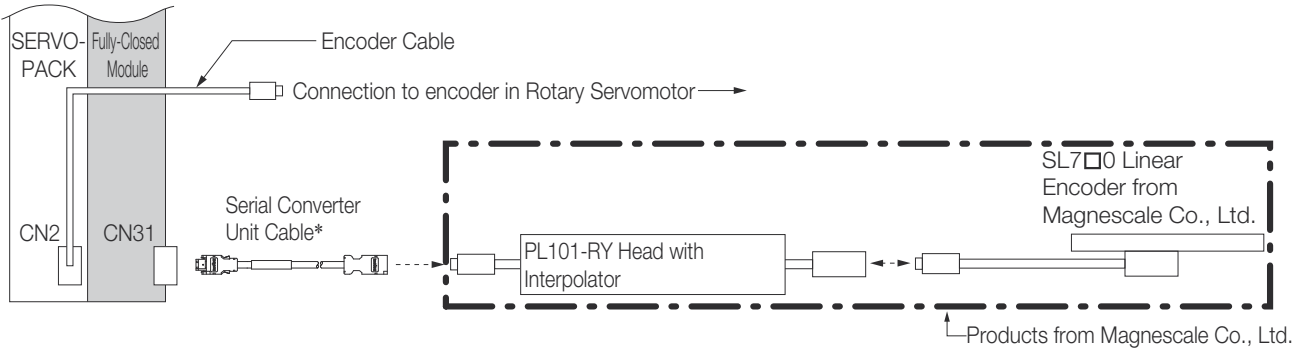 SERVO-
PACK
Fully-Closed
Module
Encoder Cable
Connection to encoder in Rotary Servomotor
SL7□0 Linear
Encoder from
Magnescale Co., Ltd.
Serial Converter
Unit Cable*
CN2
CN31
PL101-RY Head with
Interpolator
Products from Magnescale Co., Ltd.